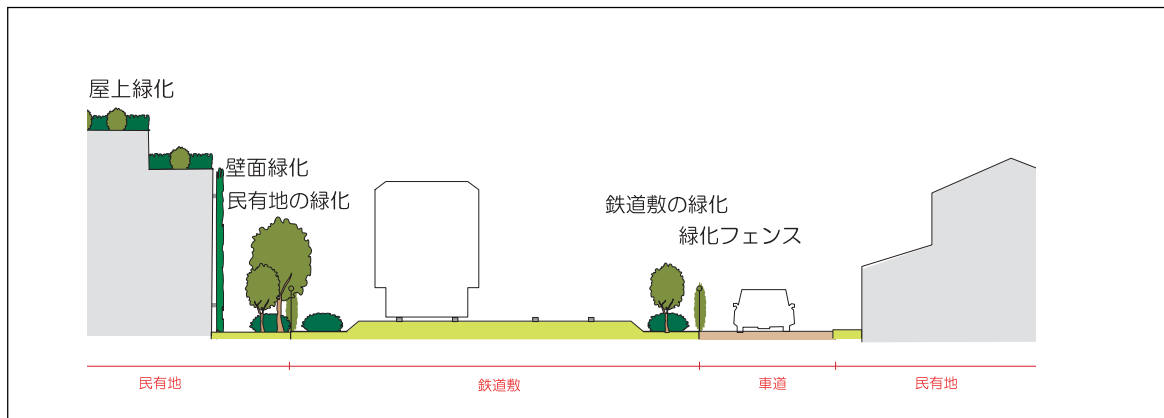 屋上緑化
壁面緑化
民有地の緑化
鉄道敷の緑化
緑化フェンス
民有地
鉄道敷
車道
民有地